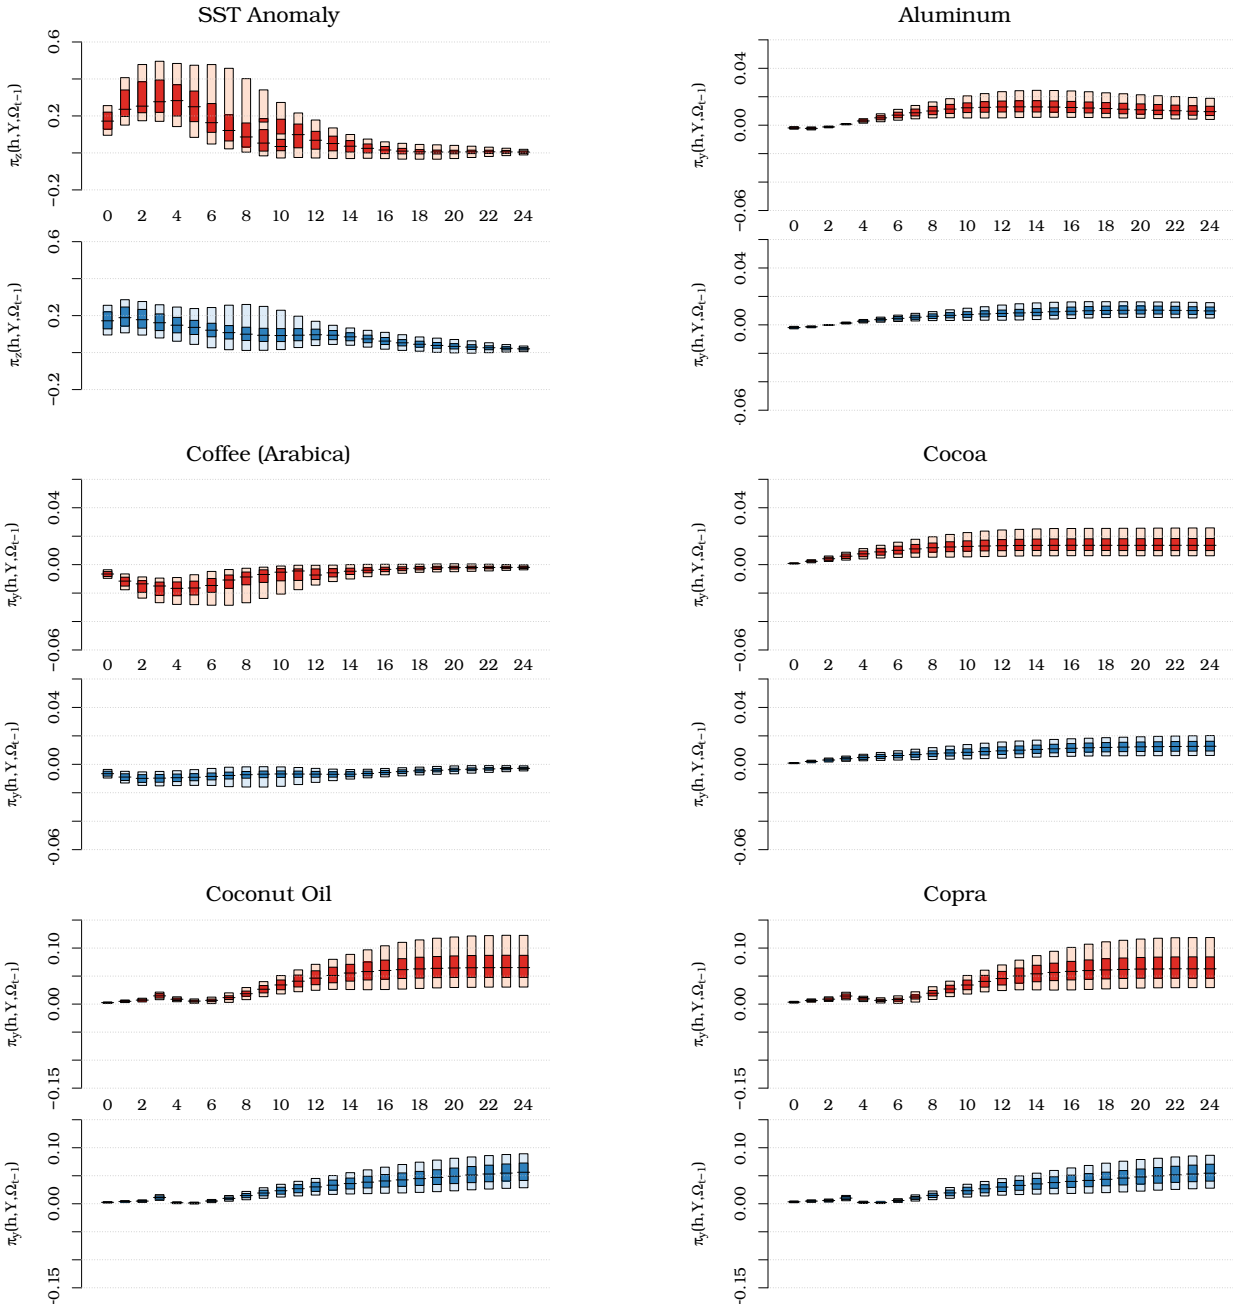 SST Anomaly
πz(h,Y,Ωt−1)
0.6
0.2
−0.2
0 2 4 6 8 10 12 14 16 18 20 22 24
πz(h,Y,Ωt−1)
0.6
0.2
−0.2
Aluminum
πy(h,Y,Ωt−1)
0.04
0.00
−0.06
0 2 4 6 8 10 12 14 16 18 20 22 24
πy(h,Y,Ωt−1)
0.04
0.00
−0.06
Coffee (Arabica)
πy(h,Y,Ωt−1)
0.04
0.00
−0.06
0 2 4 6 8 10 12 14 16 18 20 22 24
πy(h,Y,Ωt−1)
0.04
0.00
−0.06
Cocoa
πy(h,Y,Ωt−1)
0.04
0.00
−0.06
0 2 4 6 8 10 12 14 16 18 20 22 24
πy(h,Y,Ωt−1)
0.04
0.00
−0.06
Coconut Oil
πy(h,Y,Ωt−1)
0.10
0.00
−0.15
0 2 4 6 8 10 12 14 16 18 20 22 24
πy(h,Y,Ωt−1)
0.10
0.00
−0.15
Copra
πy(h,Y,Ωt−1)
0.10
0.00
−0.15
0 2 4 6 8 10 12 14 16 18 20 22 24
πy(h,Y,Ωt−1)
0.10
0.00
−0.15